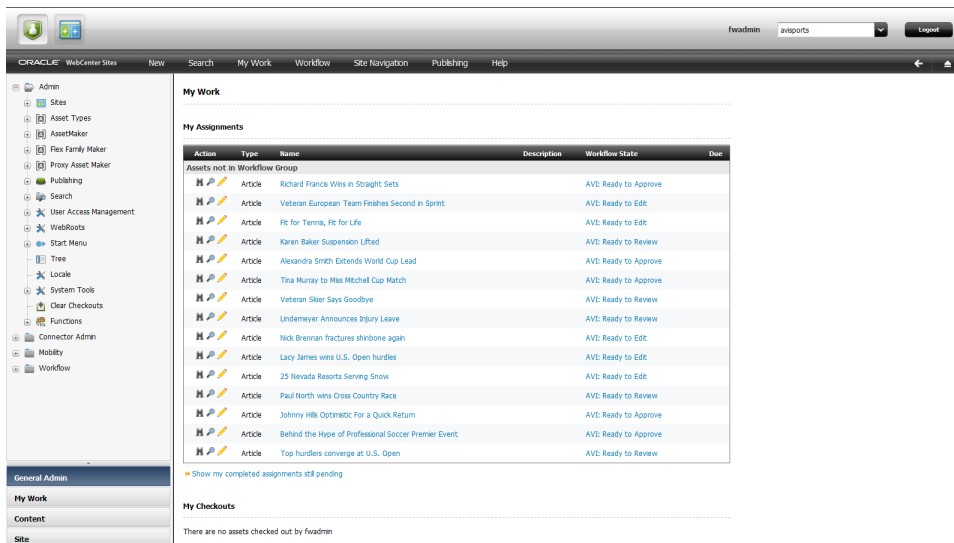 fwadmin avisports Logout
ORACLE WebCenter Sites New Search My Work Workflow Site Navigation Publishing Help
Admin
Sites
Asset Types
AssetMaker
Flex Family Maker
Proxy Asset Maker
Publishing
Search
User Access Management
WebRoots
Start Menu
Tree
Locale
System Tools
Clear Checkouts
Functions
Connector Admin
Mobility
Workflow
General Admin
My Work
Content
Site
My Work
My Assignments
Action Type Name Description Workflow State Due
Assets not in Workflow Group
Article Richard Francis Wins in Straight Sets AVI: Ready to Approve
Article Veteran European Team Finishes Second in Sprint AVI: Ready to Edit
Article Fit for Tennis, Fit for Life AVI: Ready to Edit
Article Karen Baker Suspension Lifted AVI: Ready to Review
Article Alexandra Smith Extends World Cup Lead AVI: Ready to Approve
Article Tina Murray to Miss Mitchell Cup Match AVI: Ready to Approve
Article Veteran Skier Says Goodbye AVI: Ready to Review
Article Lindemeyer Announces Injury Leave AVI: Ready to Review
Article Nick Brennan fractures shinbone again AVI: Ready to Edit
Article Lacy James wins U.S. Open hurdles AVI: Ready to Edit
Article 25 Nevada Resorts Serving Snow AVI: Ready to Edit
Article Paul North wins Cross Country Race AVI: Ready to Review
Article Johnny Hills Optimistic For a Quick Return AVI: Ready to Approve
Article Behind the Hype of Professional Soccer Premier Event AVI: Ready to Approve
Article Top hurdlers converge at U.S. Open AVI: Ready to Review
Show my completed assignments still pending
My Checkouts
There are no assets checked out by fwadmin